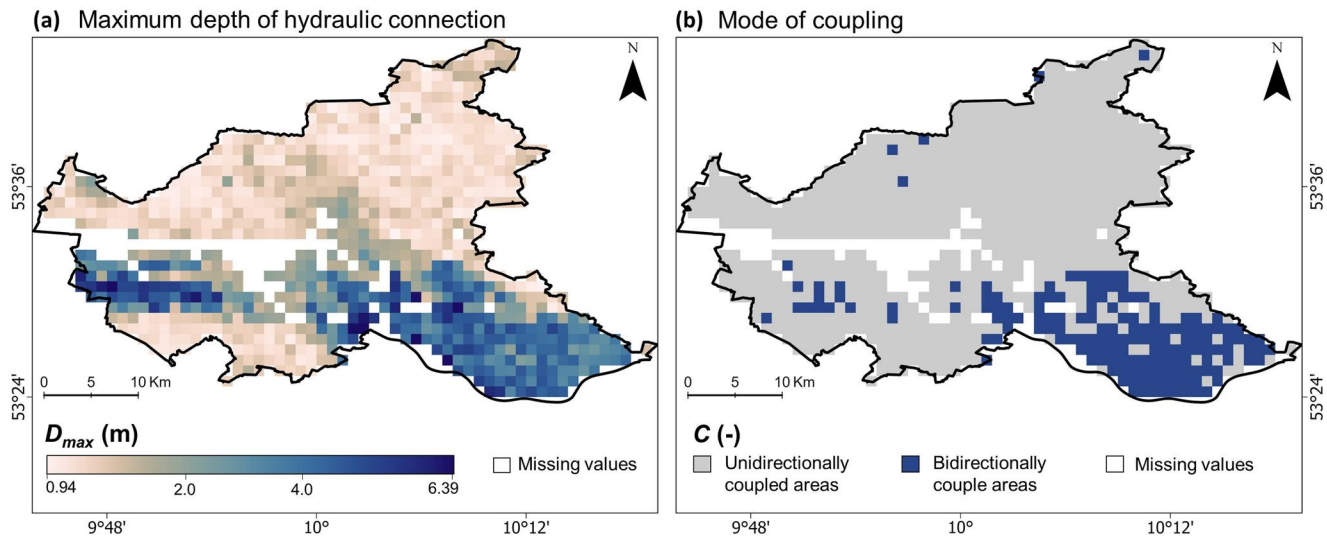 (a) Maximum depth of hydraulic connection
N
53°36'
53°24'
0 5 10 Km
D_max (m)
0.94 2.0 4.0 6.39
Missing values
9°48' 10° 10°12'
(b) Mode of coupling
N
53°36'
53°24'
0 5 10 Km
C (-)
Unidirectionally
coupled areas
Bidirectionally
couple areas
Missing values
9°48' 10° 10°12'